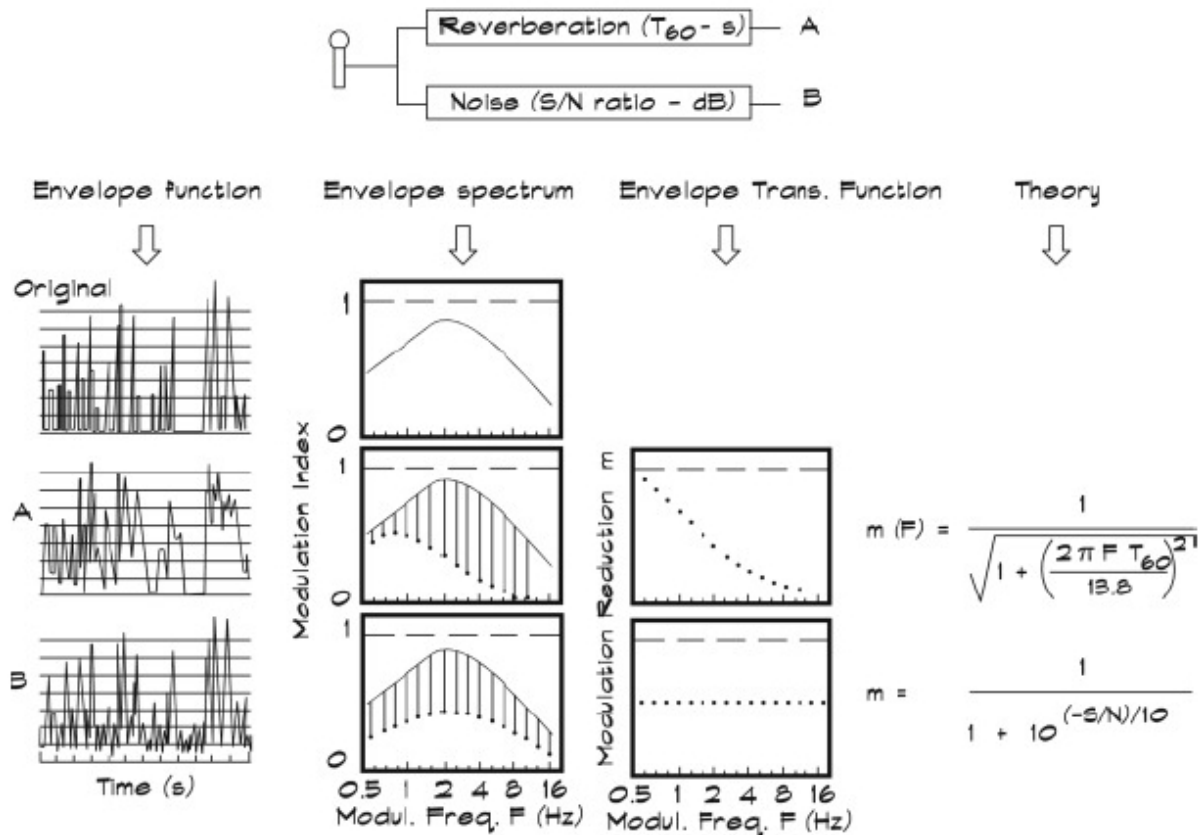 Reverberation (T60 - s) A
Noise (S/N ratio - dB) B
Envelope function Envelope spectrum Envelope Trans. Function Theory
Original
1
0
Modulation Index
A
1
0
Modulation Reduction m
m (F) = 1 / √(1 + (2 π F T60 / 13.8)²)
B
1
0
m = 1 / (1 + 10^(-S/N)/10)
Time (s)
0.5 1 2 4 8 16
Modul. Freq. F (Hz)
0.5 1 2 4 8 16
Modul. Freq. F (Hz)